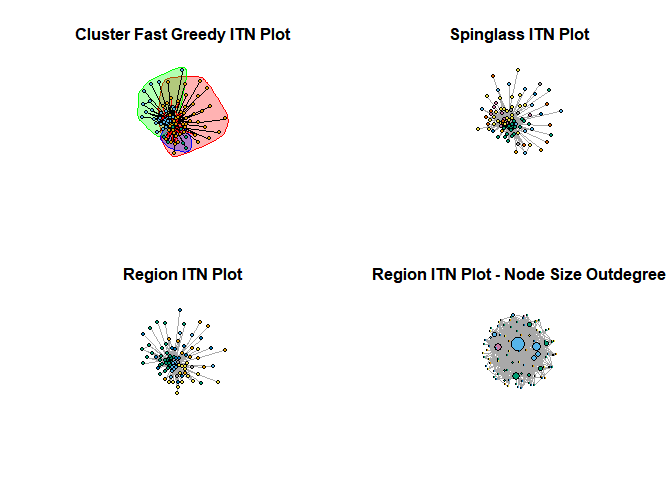 Cluster Fast Greedy ITN Plot
Spinglass ITN Plot
Region ITN Plot
Region ITN Plot - Node Size Outdegree